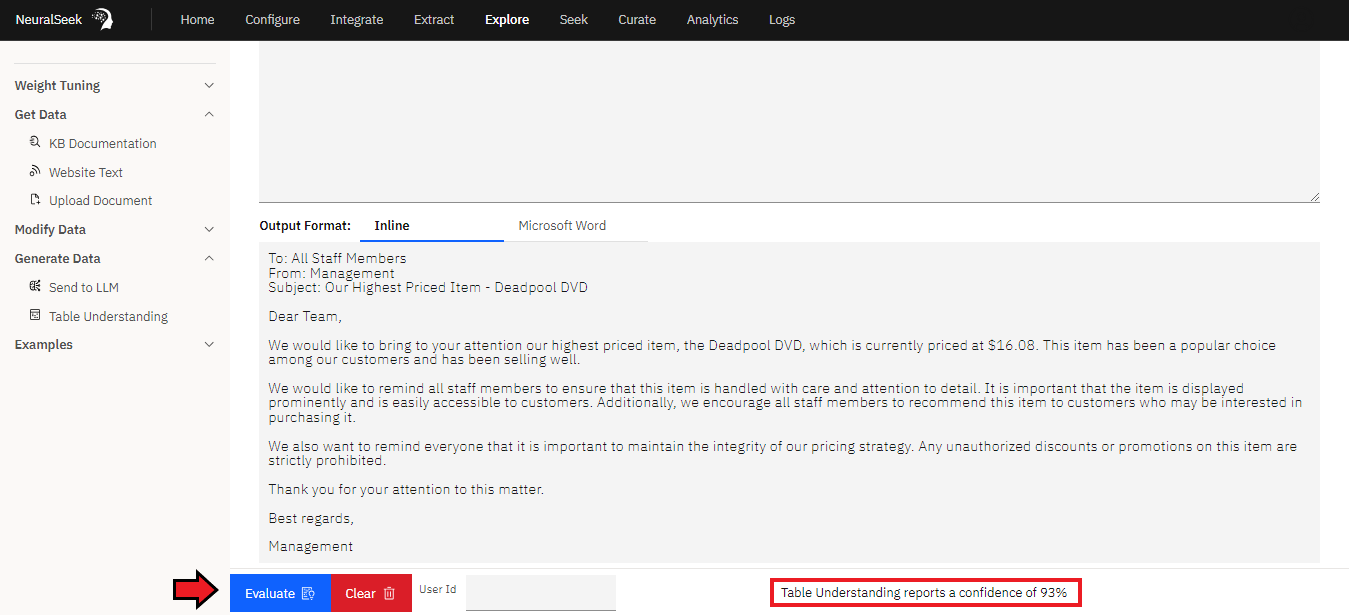 NeuralSeek Home Configure Integrate Extract Explore Seek Curate Analytics Logs
Weight Tuning
Get Data
KB Documentation
Website Text
Upload Document
Modify Data
Generate Data
Send to LLM
Table Understanding
Examples
Output Format: Inline Microsoft Word
To: All Staff Members
From: Management
Subject: Our Highest Priced Item - Deadpool DVD
Dear Team,
We would like to bring to your attention our highest priced item, the Deadpool DVD, which is currently priced at $16.08. This item has been a popular choice
among our customers and has been selling well.
We would like to remind all staff members to ensure that this item is handled with care and attention to detail. It is important that the item is displayed
prominently and is easily accessible to customers. Additionally, we encourage all staff members to recommend this item to customers who may be interested in
purchasing it.
We also want to remind everyone that it is important to maintain the integrity of our pricing strategy. Any unauthorized discounts or promotions on this item are
strictly prohibited.
Thank you for your attention to this matter.
Best regards,
Management
Evaluate Clear User Id Table Understanding reports a confidence of 93%